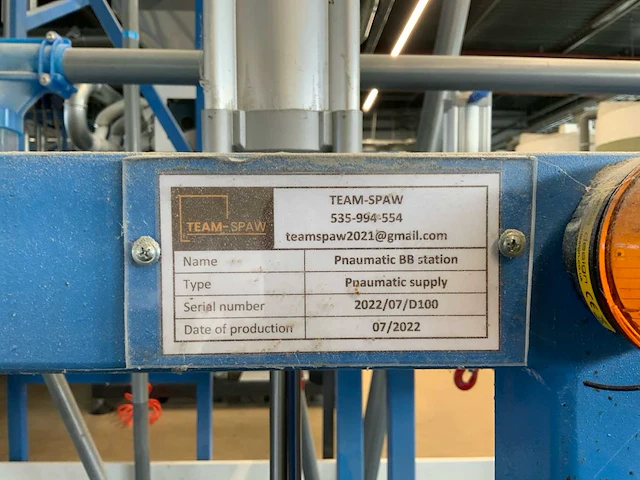 TEAM-SPAW
TEAM-SPAW
535-994-554
teamspaw2021@gmail.com
Name Pnaumatic BB station
Type Pnaumatic supply
Serial number 2022/07/D100
Date of production 07/2022